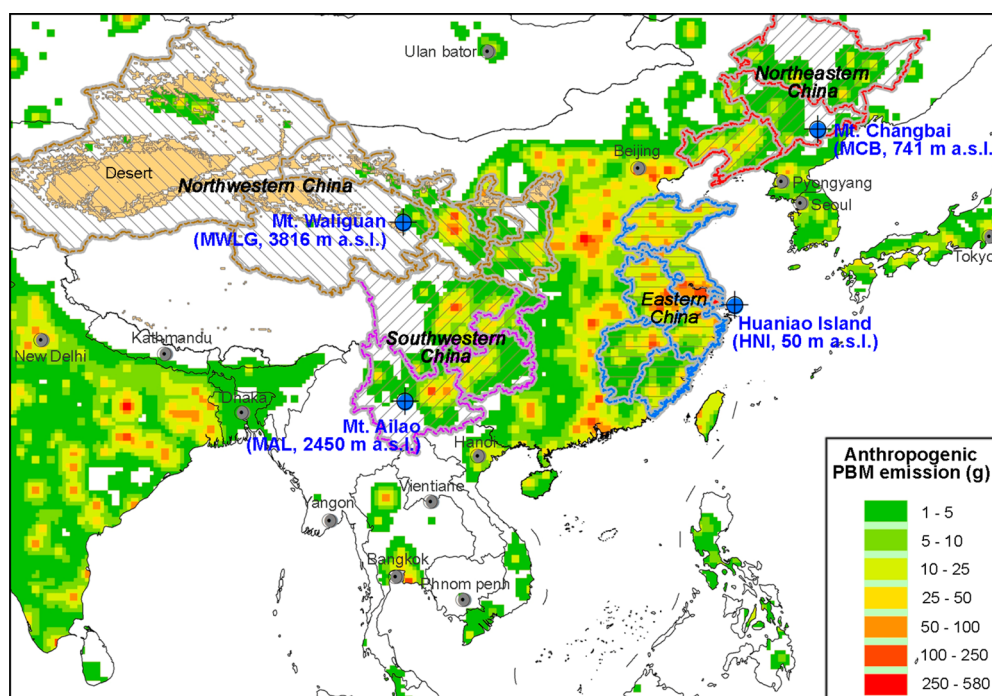 Ulan bator
Northeastern
China
Mt. Changbai
(MCB, 741 m a.s.l.
Beijing
Pyongyang
Seoul
Tokyo
Desert
Northwestern China
Mt. Waliguan
(MWLG, 3816 m a.s.l.)
Eastern
China
Huaniao Island
(HNI, 50 m a.s.l.)
Southwestern
China
New Delhi
Kathmandu
Dhaka
Mt. Ailao
(MAL, 2450 m a.s.l.)
Hanoi
Vientiane
Yangon
Bangkok
Phnom penh
Anthropogenic
PBM emission (g)
1 - 5
5 - 10
10 - 25
25 - 50
50 - 100
100 - 250
250 - 580